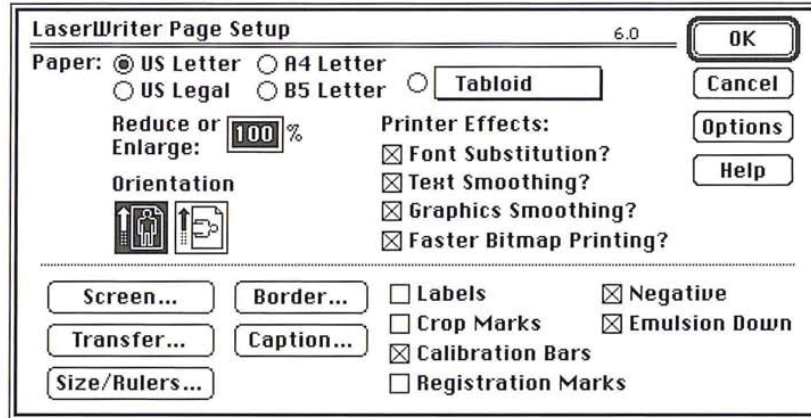 LaserWriter Page Setup 6.0 OK
Paper: US Letter A4 Letter
US Legal B5 Letter Tabloid Cancel
Reduce or Enlarge: 100 % Printer Effects: Options
Font Substitution?
Orientation Text Smoothing? Help
Graphics Smoothing?
Faster Bitmap Printing?
Screen... Border... Labels Negative
Transfer... Caption... Crop Marks Emulsion Down
Calibration Bars
Size/Rulers... Registration Marks